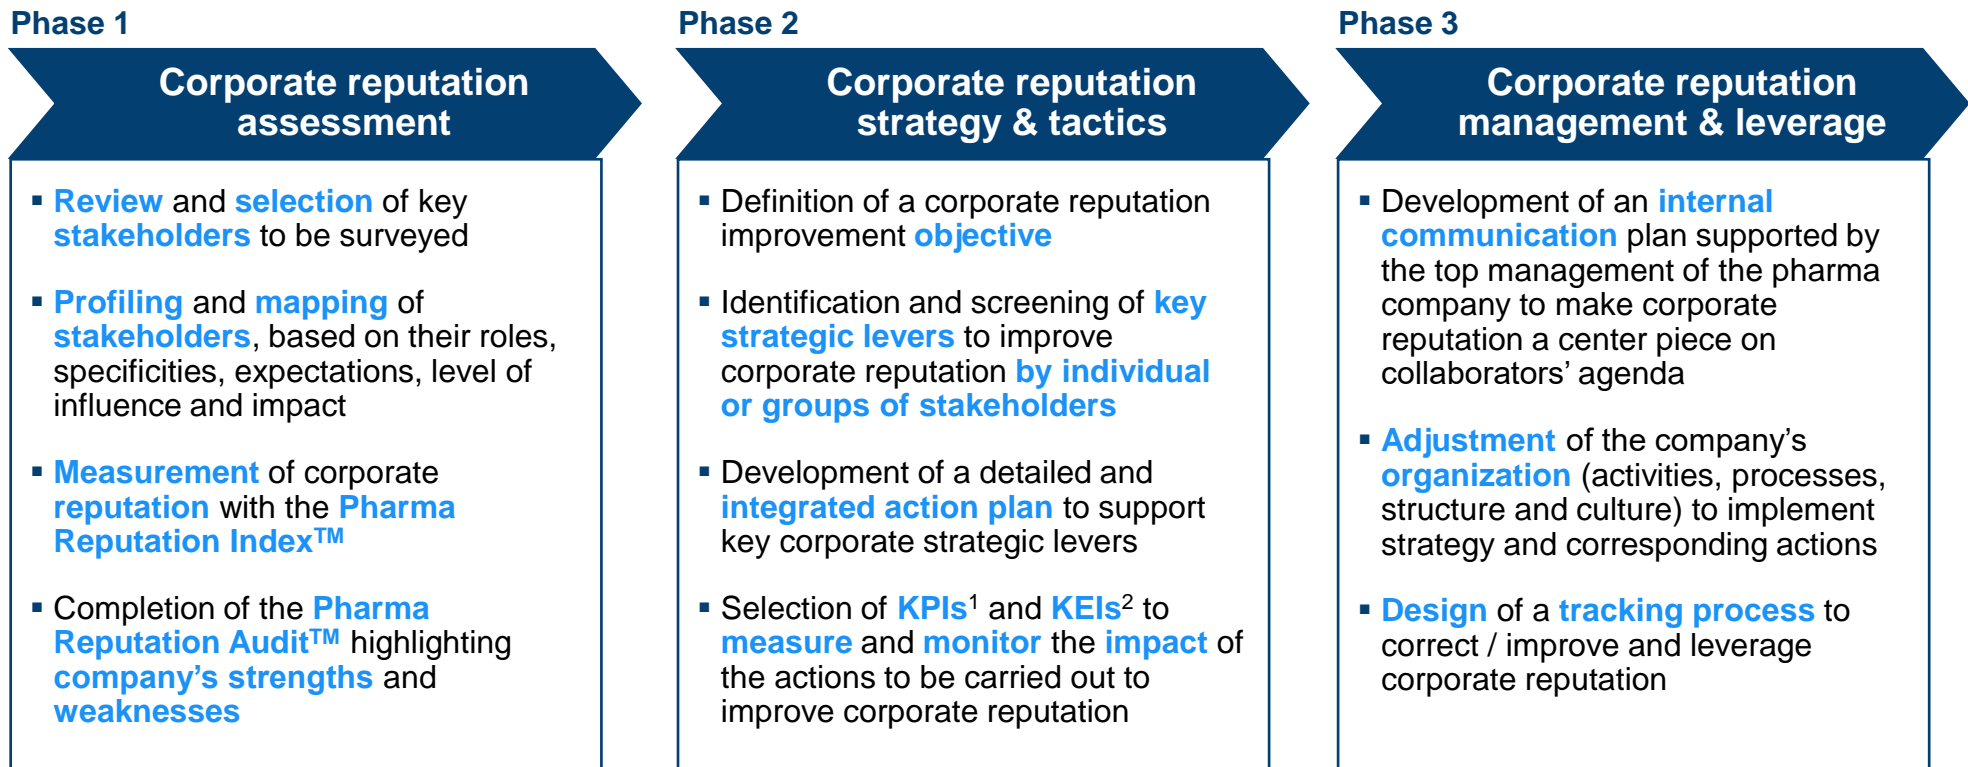 Phase 1
Corporate reputation
assessment
▪ Review and selection of key
stakeholders to be surveyed
▪ Profiling and mapping of
stakeholders, based on their roles,
specificities, expectations, level of
influence and impact
▪ Measurement of corporate
reputation with the Pharma
Reputation Index™
▪ Completion of the Pharma
Reputation Audit™ highlighting
company’s strengths and
weaknesses
Phase 2
Corporate reputation
strategy & tactics
▪ Definition of a corporate reputation
improvement objective
▪ Identification and screening of key
strategic levers to improve
corporate reputation by individual
or groups of stakeholders
▪ Development of a detailed and
integrated action plan to support
key corporate strategic levers
▪ Selection of KPIs¹ and KEIs² to
measure and monitor the impact of
the actions to be carried out to
improve corporate reputation
Phase 3
Corporate reputation
management & leverage
▪ Development of an internal
communication plan supported by
the top management of the pharma
company to make corporate
reputation a center piece on
collaborators’ agenda
▪ Adjustment of the company’s
organization (activities, processes,
structure and culture) to implement
strategy and corresponding actions
▪ Design of a tracking process to
correct / improve and leverage
corporate reputation